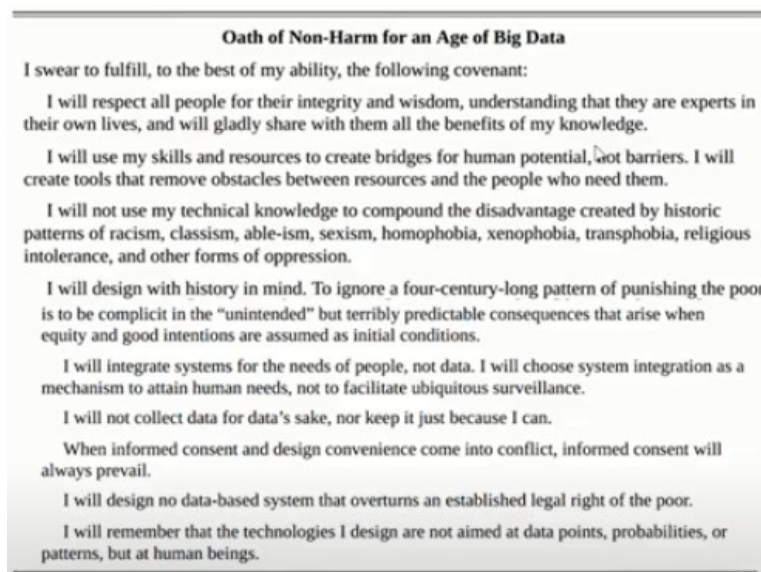 Oath of Non-Harm for an Age of Big Data
I swear to fulfill, to the best of my ability, the following covenant:
I will respect all people for their integrity and wisdom, understanding that they are experts in
their own lives, and will gladly share with them all the benefits of my knowledge.
I will use my skills and resources to create bridges for human potential, not barriers. I will
create tools that remove obstacles between resources and the people who need them.
I will not use my technical knowledge to compound the disadvantage created by historic
patterns of racism, classism, able-ism, sexism, homophobia, xenophobia, transphobia, religious
intolerance, and other forms of oppression.
I will design with history in mind. To ignore a four-century-long pattern of punishing the poor
is to be complicit in the “unintended” but terribly predictable consequences that arise when
equity and good intentions are assumed as initial conditions.
I will integrate systems for the needs of people, not data. I will choose system integration as a
mechanism to attain human needs, not to facilitate ubiquitous surveillance.
I will not collect data for data’s sake, nor keep it just because I can.
When informed consent and design convenience come into conflict, informed consent will
always prevail.
I will design no data-based system that overturns an established legal right of the poor.
I will remember that the technologies I design are not aimed at data points, probabilities, or
patterns, but at human beings.